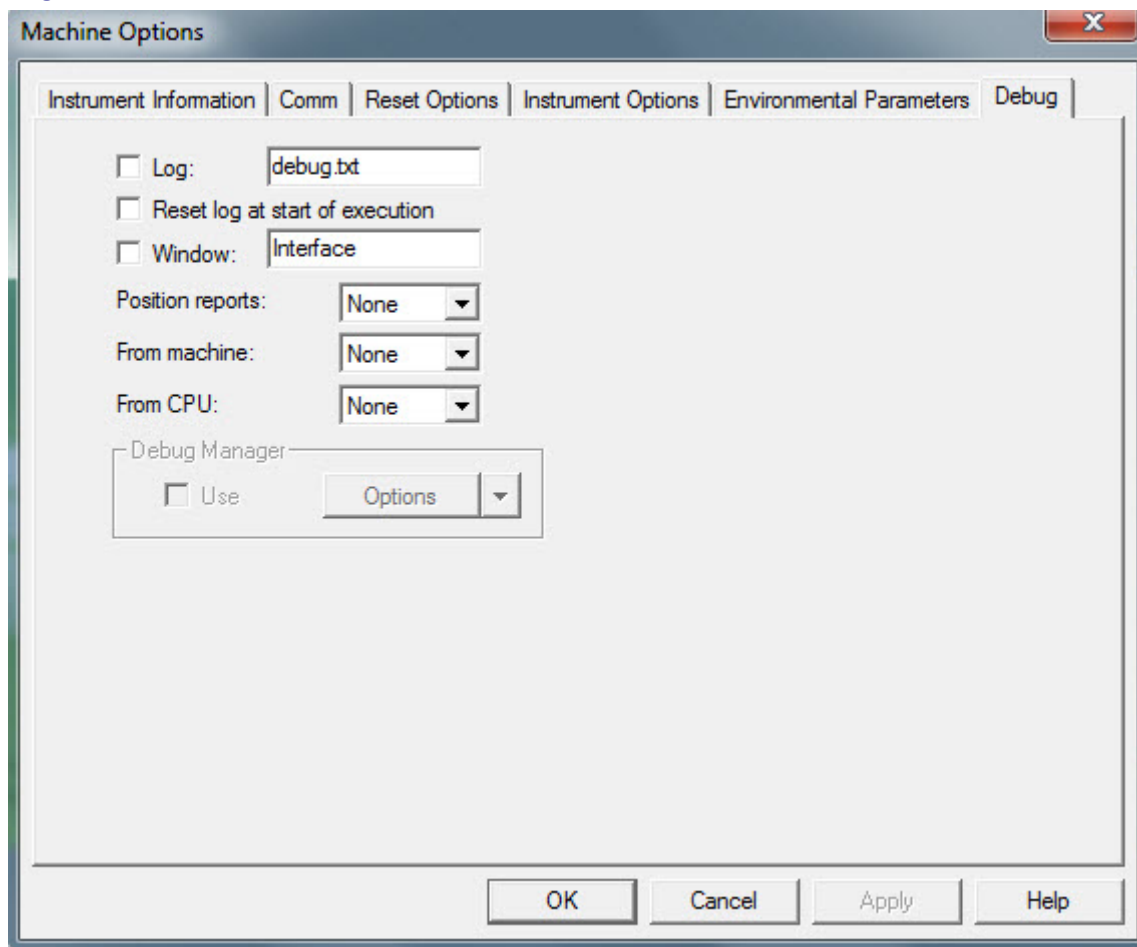 Machine Options
Instrument Information Comm Reset Options Instrument Options Environmental Parameters Debug
Log: debug.txt
Reset log at start of execution
Window: Interface
Position reports: None
From machine: None
From CPU: None
Debug Manager
Use Options
OK Cancel Apply Help